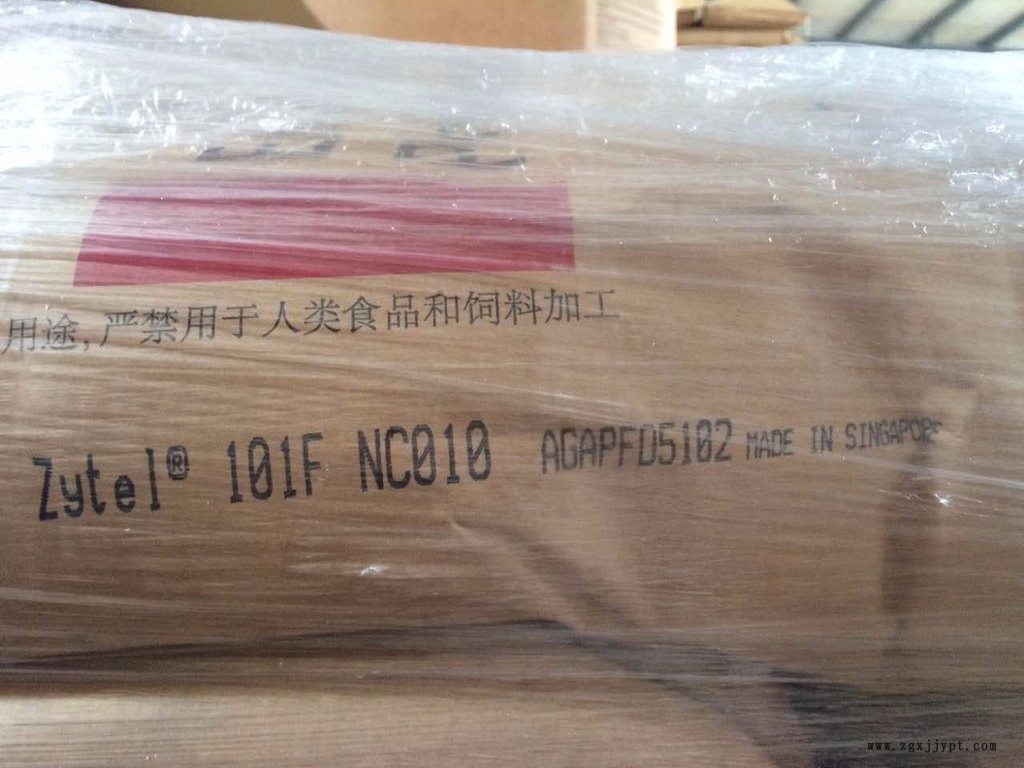 用途,严禁用于人类食品和饲料加工
Zytel® 101F NC010 AGAPFD5102 MADE IN SINGAPORE
www.zgxjjypt.com